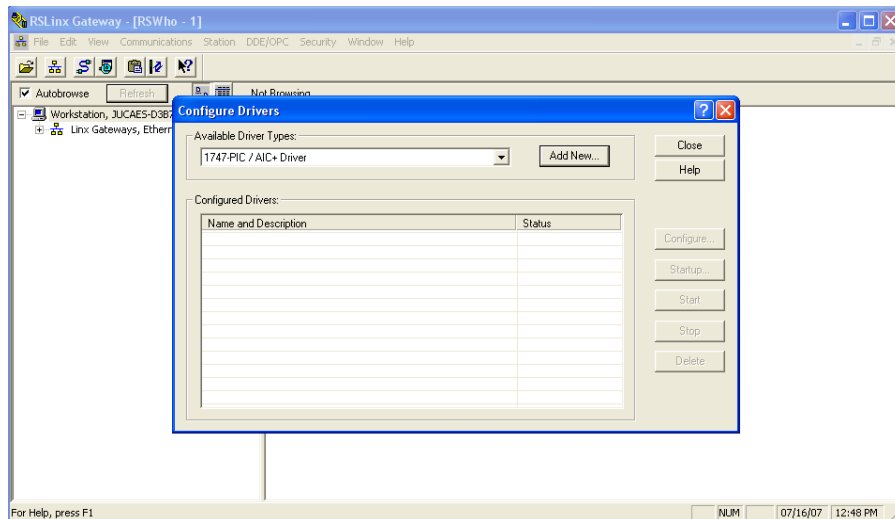 RSLinx Gateway - [RSWho - 1]
File Edit View Communications Station DDE/OPC Security Window Help
Autobrowse Refresh Not Browsing
Workstation, JUCAES-D3B7
Linx Gateways, Ethern
Configure Drivers
Available Driver Types:
1747-PIC / AIC+ Driver Add New...
Close
Help
Configured Drivers:
Name and Description Status
Configure...
Startup...
Start
Stop
Delete
For Help, press F1 NUM 07/16/07 12:48 PM